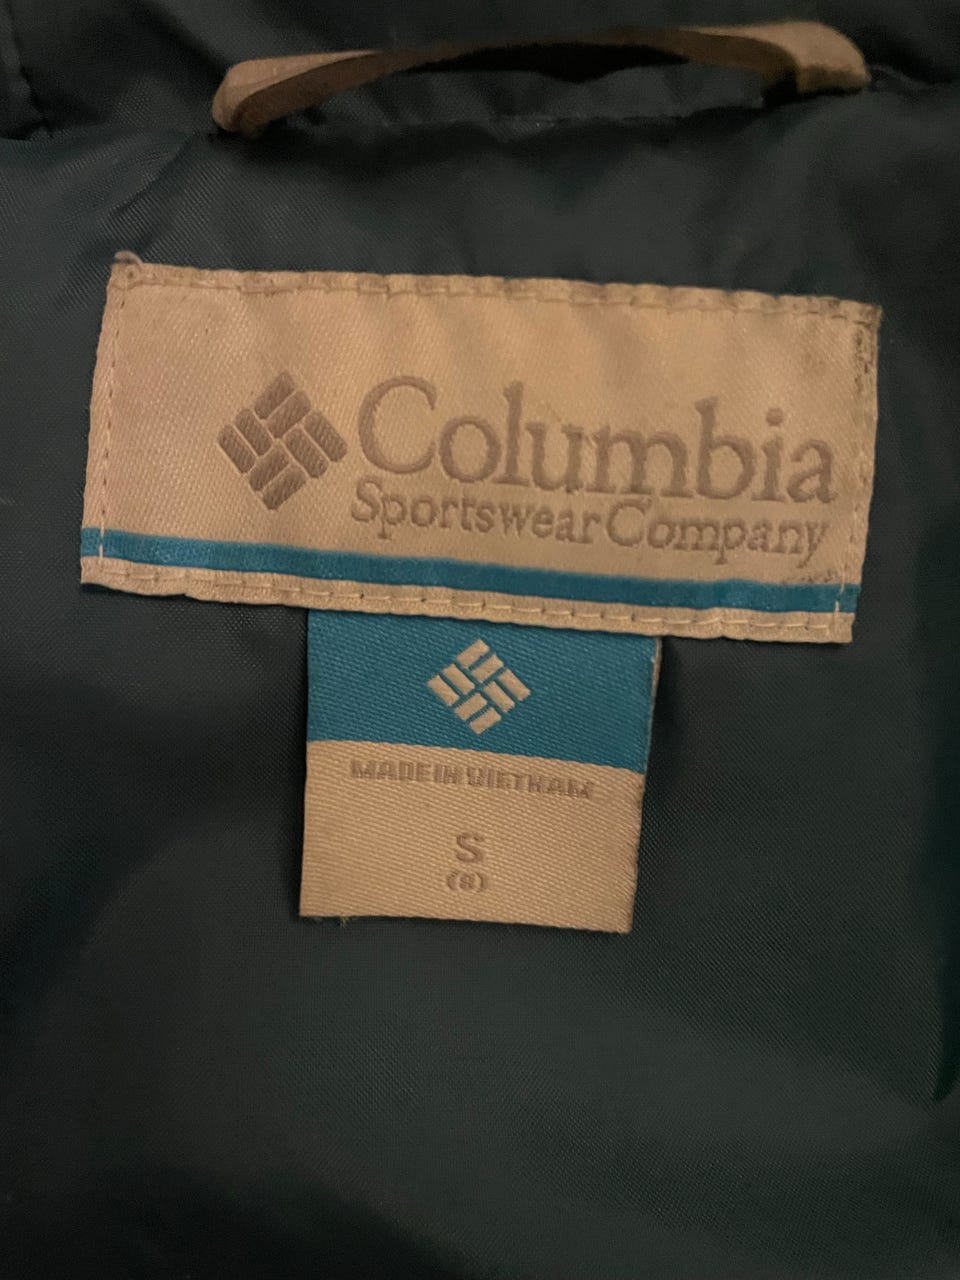 Columbia
Sportswear Company
MADE IN VIETNAM
S
(8)